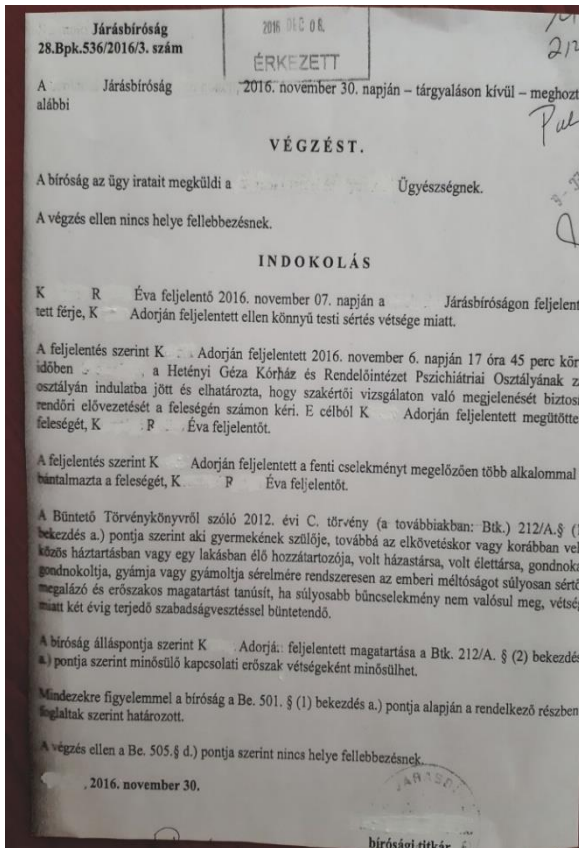 Járásbíróság
28.Bpk.536/2016/3. szám
2016 DEC 08.
ÉRKEZETT
A Járásbíróság , 2016. november 30. napján – tárgyaláson kívül – meghozt
alábbi
VÉGZÉST.
A bíróság az ügy iratait megküldi a Ügyészségnek.
A végzés ellen nincs helye fellebbezésnek.
INDOKOLÁS
K R Éva feljelentő 2016. november 07. napján a Járásbíróságon feljelent
tett férje, K Adorján feljelentett ellen könnyű testi sértés vétsége miatt.
A feljelentés szerint K Adorján feljelentett 2016. november 6. napján 17 óra 45 perc kör
időben , a Hetényi Géza Kórház és Rendelőintézet Pszichiátriai Osztályának z
osztályán indulatba jött és elhatározta, hogy szakértői vizsgálaton való megjelenését biztosí
rendőri elővezetését a feleségén számon kéri. E célból K Adorján feljelentett megütötte
feleségét, K R Éva feljelentőt.
A feljelentés szerint K Adorján feljelentett a fenti cselekményt megelőzően több alkalommal
bántalmazta a feleségét, K R Éva feljelentőt.
A Büntető Törvénykönyvről szóló 2012. évi C. törvény (a továbbiakban: Btk.) 212/A.§ (1
bekezdés a.) pontja szerint aki gyermekének szülője, továbbá az elkövetéskor vagy korábban vel
közös háztartásban vagy egy lakásban élő hozzátartozója, volt házastársa, volt élettársa, gondnoka
gondnokoltja, gyámja vagy gyámoltja sérelmére rendszeresen az emberi méltóságot súlyosan sértő
megalázó és erőszakos magatartást tanúsít, ha súlyosabb bűncselekmény nem valósul meg, vétség
miatt két évig terjedő szabadságvesztéssel büntetendő.
A bíróság álláspontja szerint K Adorján feljelentett magatartása a Btk. 212/A. § (2) bekezdés
a.) pontja szerint minősülő kapcsolati erőszak vétségeként minősülhet.
Mindezekre figyelemmel a bíróság a Be. 501. § (1) bekezdés a.) pontja alapján a rendelkező részben
foglaltak szerint határozott.
A végzés ellen a Be. 505.§ d.) pontja szerint nincs helye fellebbezésnek.
, 2016. november 30.
bírósági titkár